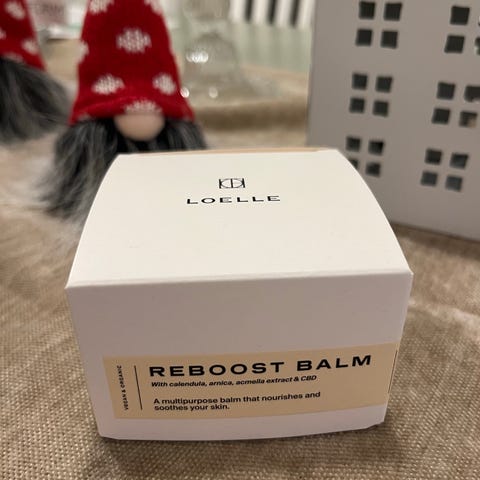 LOELLE
VEGAN & ORGANIC
REBOOST BALM
With calendula, arnica, acmella extract & CBD
A multipurpose balm that nourishes and
soothes your skin.